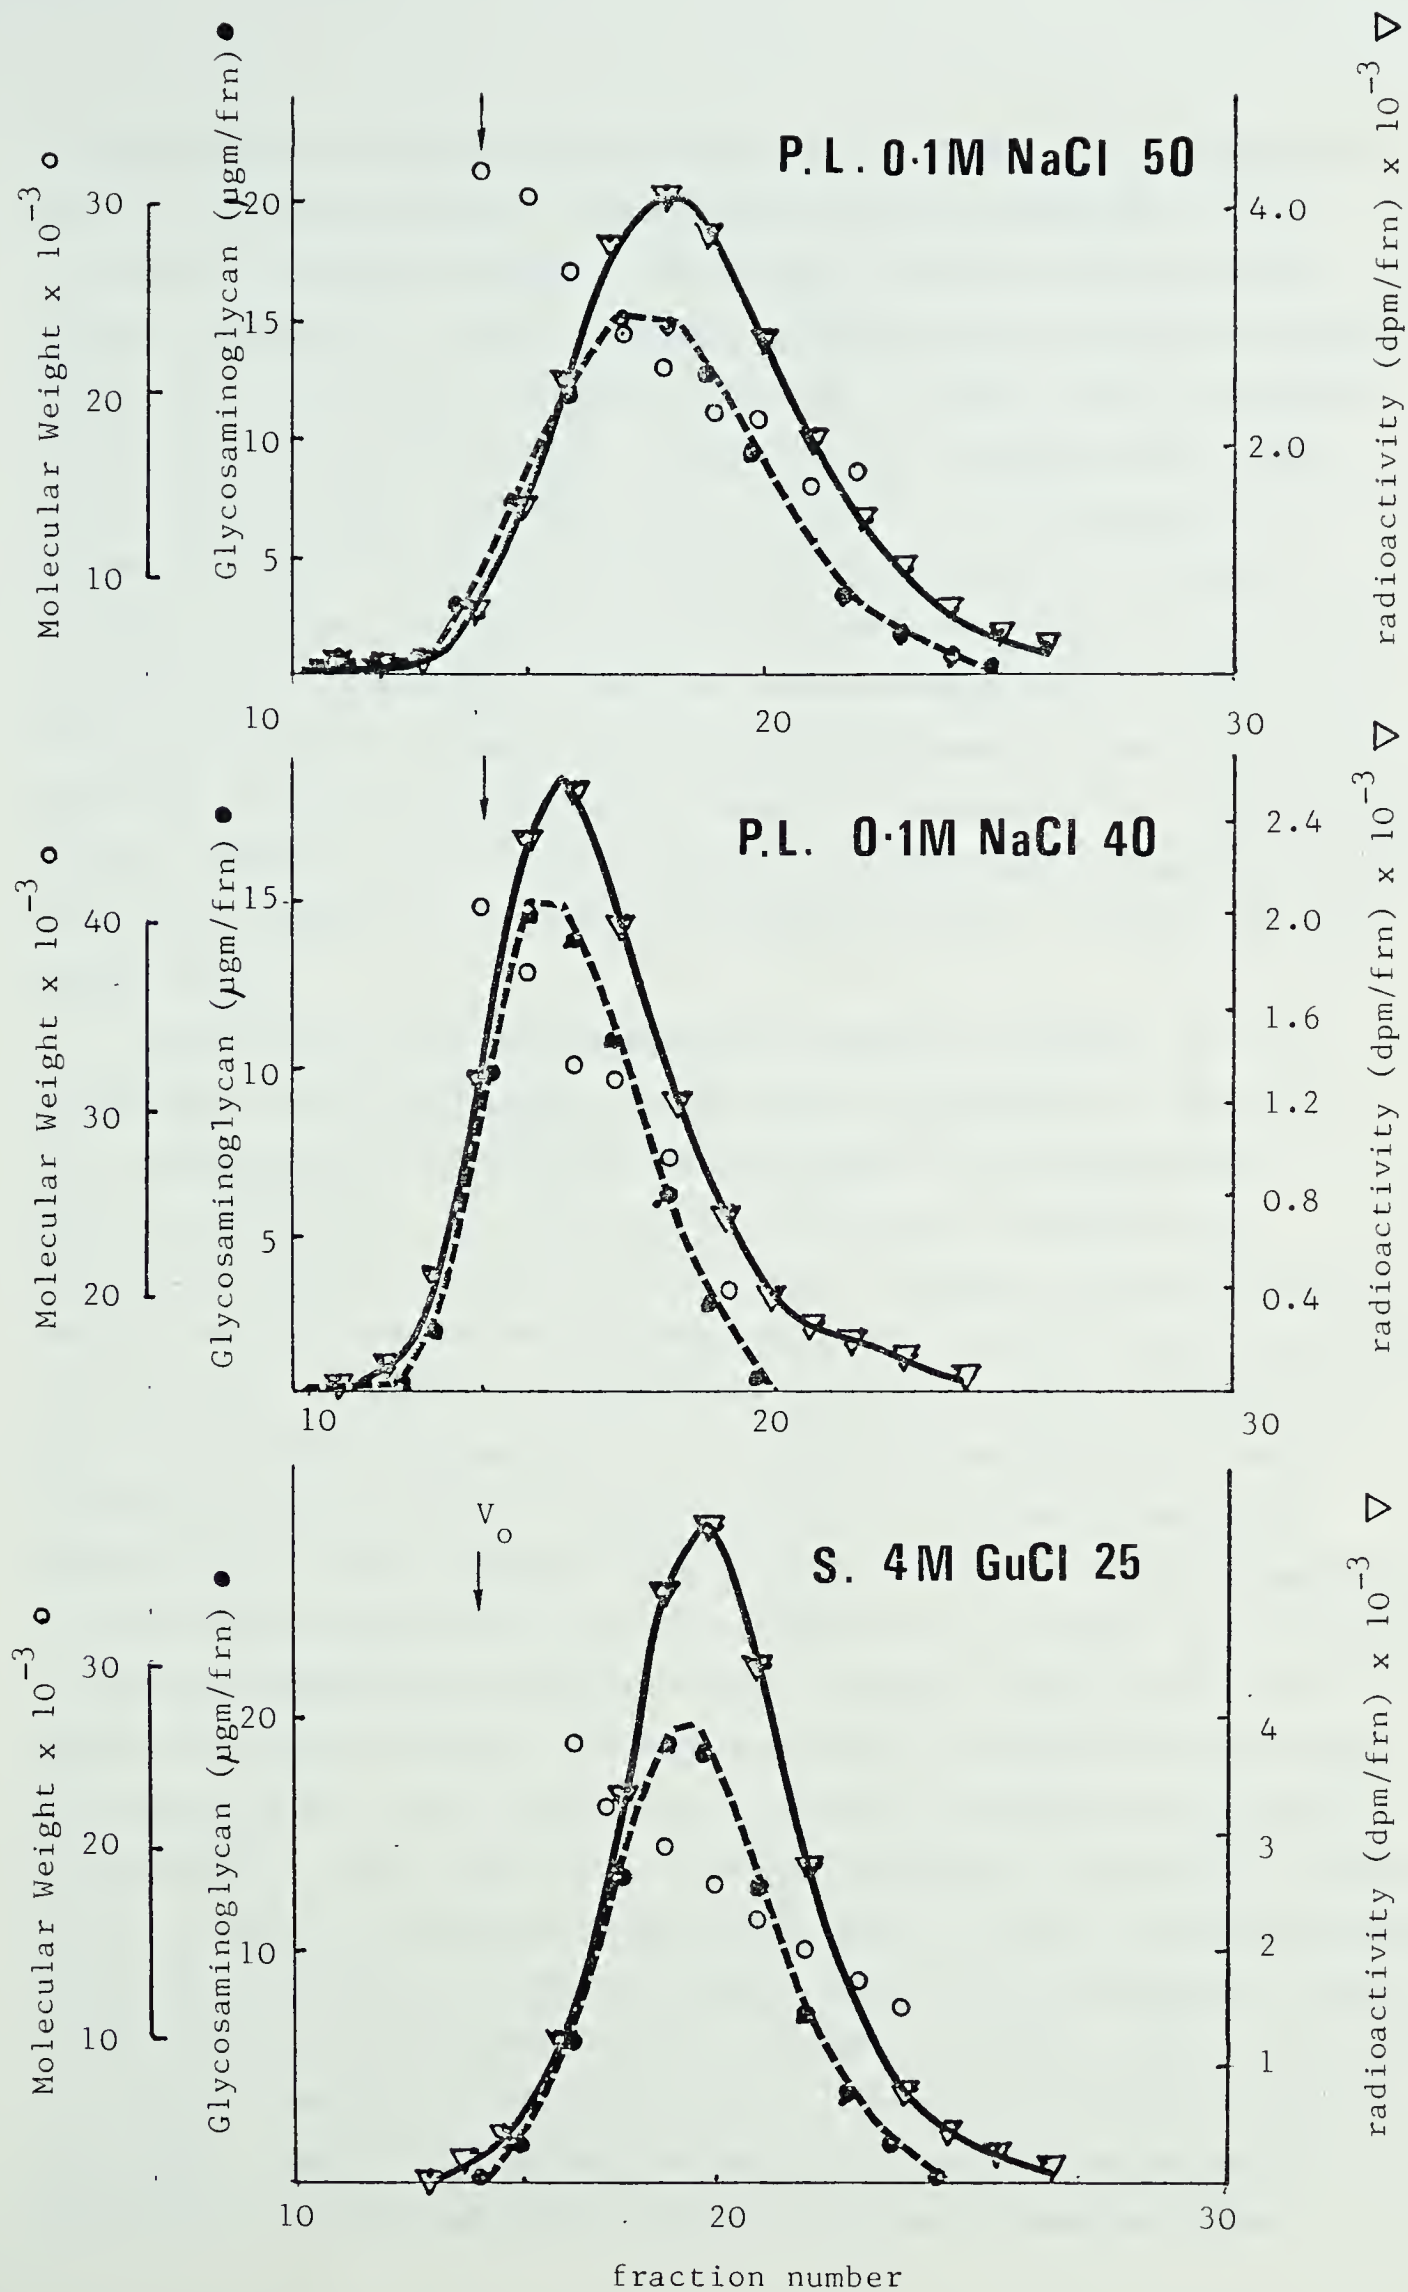 Molecular Weight x 10⁻³ o
30
20
10
Glycosaminoglycan (µgm/frn) ●
20
15
10
5
P.L. 0·1M NaCl 50
4.0
2.0
radioactivity (dpm/frn) x 10⁻³ ▽
10
20
30
Molecular Weight x 10⁻³ o
40
30
20
Glycosaminoglycan (µgm/frn) ●
15
10
5
P.L. 0·1M NaCl 40
2.4
2.0
1.6
1.2
0.8
0.4
radioactivity (dpm/frn) x 10⁻³ ▽
10
20
30
Molecular Weight x 10⁻³ o
30
20
10
Glycosaminoglycan (µgm/frn) ●
20
10
Vo
S. 4M GuCl 25
4
3
2
1
radioactivity (dpm/frn) x 10⁻³ ▽
10
20
30
fraction number